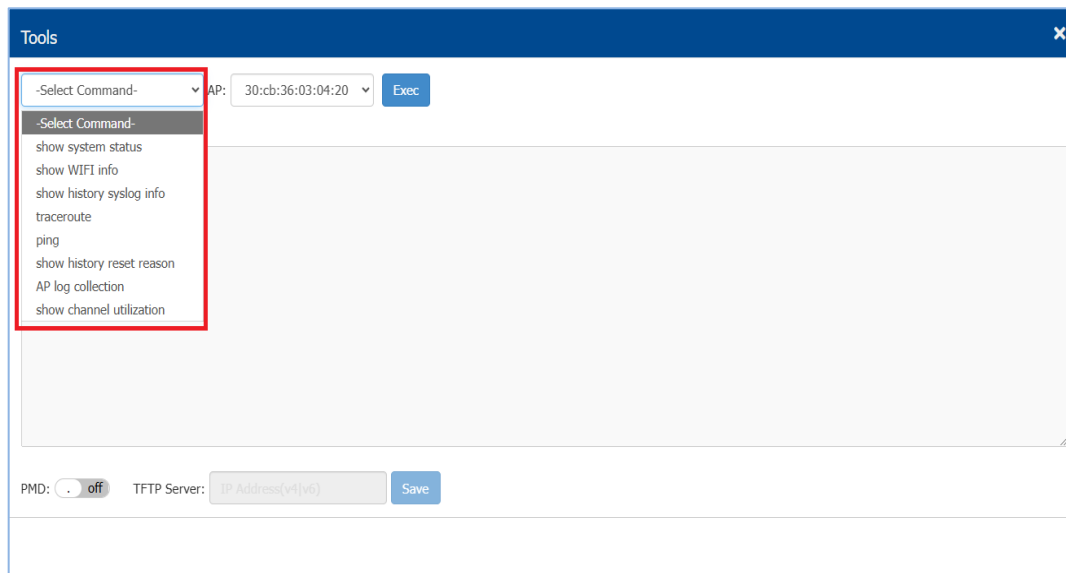 Tools ×
-Select Command- AP: 30:cb:36:03:04:20 Exec
-Select Command-
show system status
show WIFI info
show history syslog info
traceroute
ping
show history reset reason
AP log collection
show channel utilization
PMD: . off TFTP Server: IP Address(v4|v6) Save